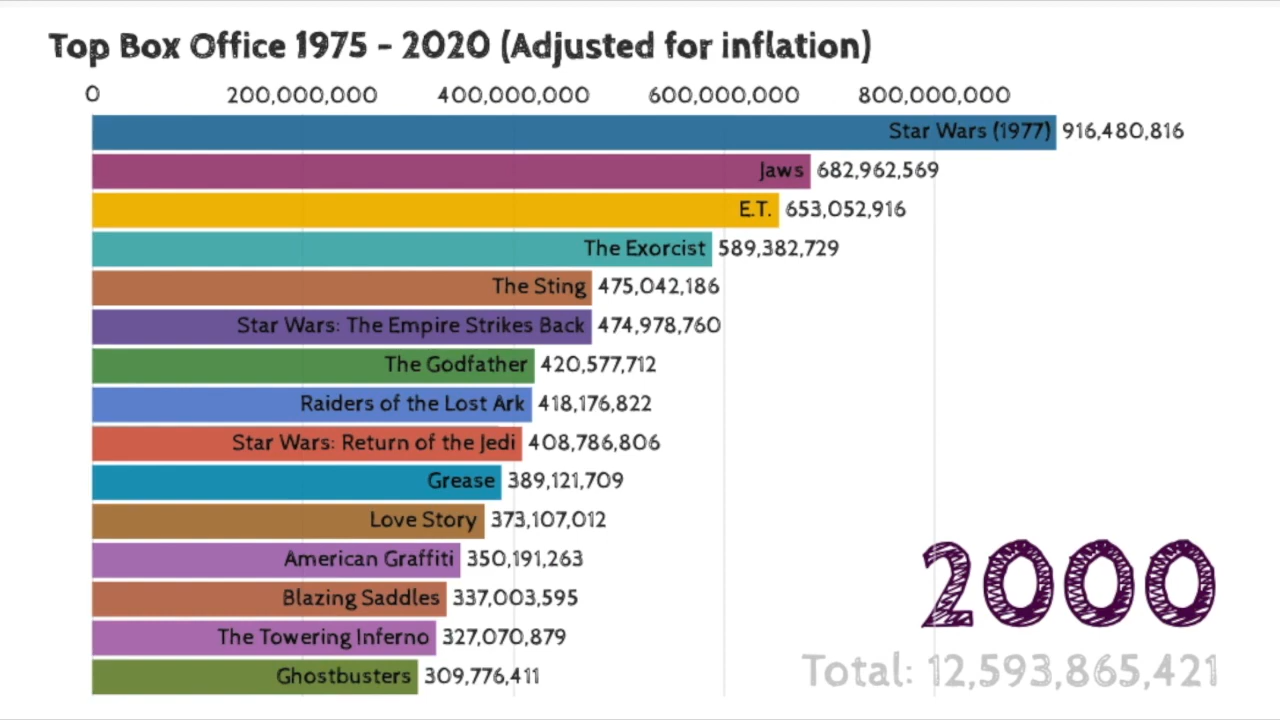 Top Box Office 1975 - 2020 (Adjusted for inflation)
0 200,000,000 400,000,000 600,000,000 800,000,000
Star Wars (1977) 916,480,816
Jaws 682,962,569
E.T. 653,052,916
The Exorcist 589,382,729
The Sting 475,042,186
Star Wars: The Empire Strikes Back 474,978,760
The Godfather 420,577,712
Raiders of the Lost Ark 418,176,822
Star Wars: Return of the Jedi 408,786,806
Grease 389,121,709
Love Story 373,107,012
American Graffiti 350,191,263
Blazing Saddles 337,003,595
The Towering Inferno 327,070,879
Ghostbusters 309,776,411
2000
Total: 12,593,865,421